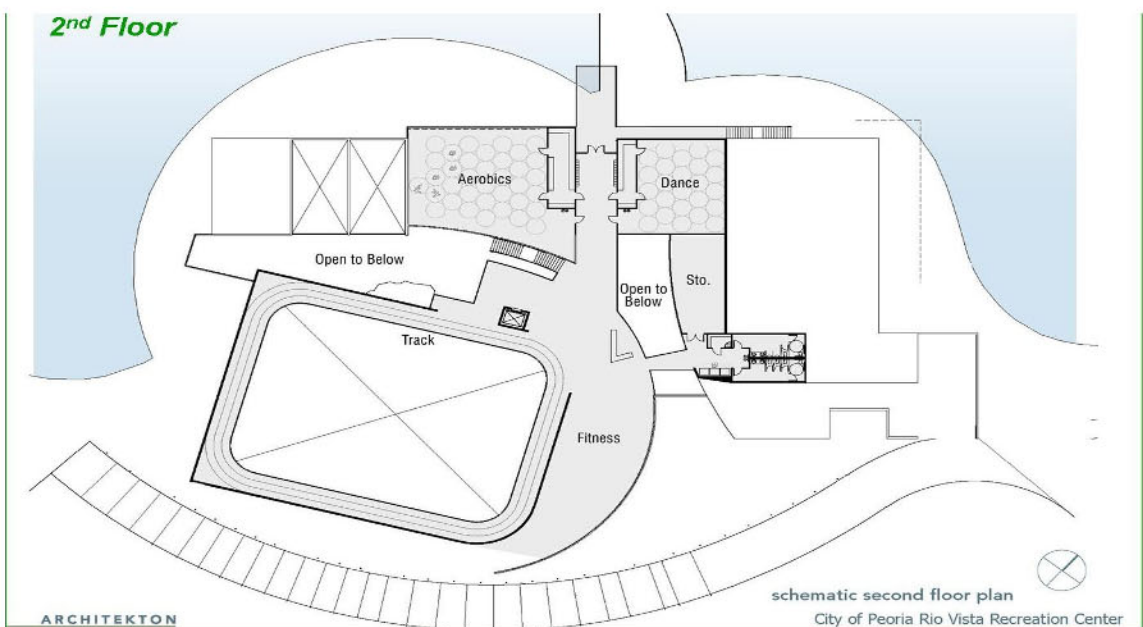 2nd Floor
Aerobics
Dance
Open to Below
Sto.
Open to
Below
Track
Fitness
schematic second floor plan
ARCHITEKTON
City of Peoria Rio Vista Recreation Center